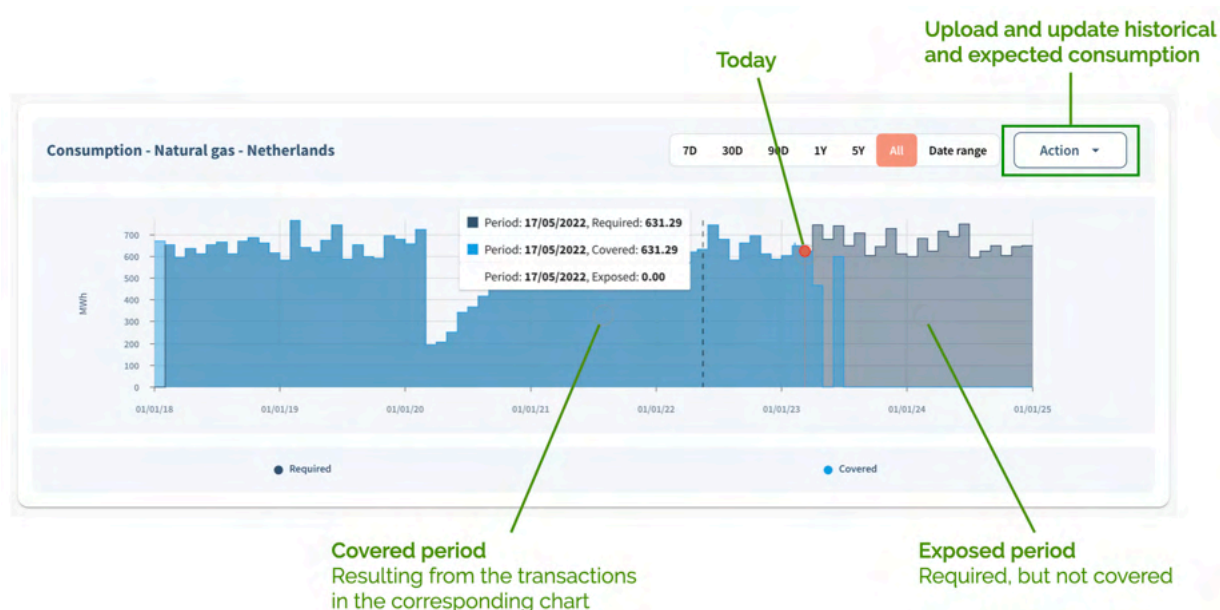 Upload and update historical
and expected consumption
Today
Consumption - Natural gas - Netherlands
7D 30D 90D 1Y 5Y All Date range Action
Period: 17/05/2022, Required: 631.29
Period: 17/05/2022, Covered: 631.29
Period: 17/05/2022, Exposed: 0.00
MWh
700
600
500
400
300
200
100
0
01/01/18 01/01/19 01/01/20 01/01/21 01/01/22 01/01/23 01/01/24 01/01/25
Required Covered
Covered period
Resulting from the transactions
in the corresponding chart
Exposed period
Required, but not covered